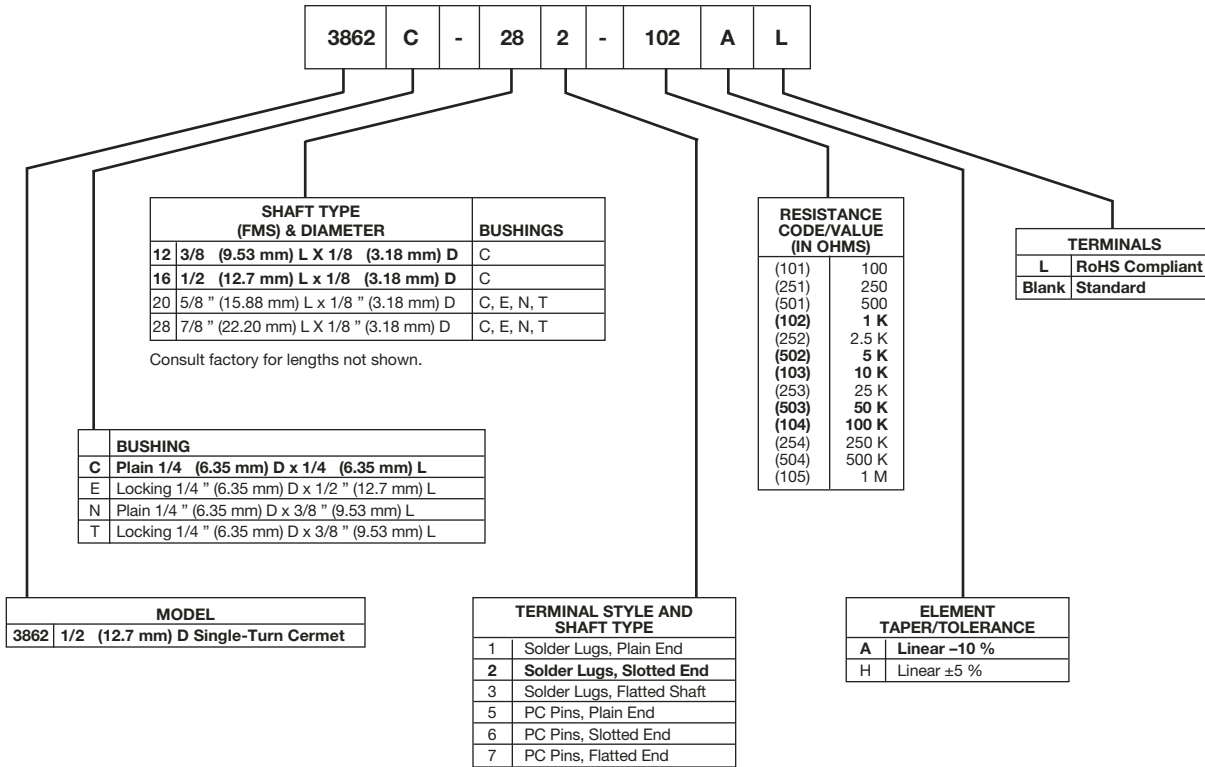 3862 C - 28 2 - 102 A L
SHAFT TYPE
(FMS) & DIAMETER BUSHINGS
12 3/8 (9.53 mm) L X 1/8 (3.18 mm) D C
16 1/2 (12.7 mm) L x 1/8 (3.18 mm) D C
20 5/8 " (15.88 mm) L x 1/8 " (3.18 mm) D C, E, N, T
28 7/8 " (22.20 mm) L X 1/8 " (3.18 mm) D C, E, N, T
Consult factory for lengths not shown.
RESISTANCE
CODE/VALUE
(IN OHMS)
(101) 100
(251) 250
(501) 500
(102) 1 K
(252) 2.5 K
(502) 5 K
(103) 10 K
(253) 25 K
(503) 50 K
(104) 100 K
(254) 250 K
(504) 500 K
(105) 1 M
TERMINALS
L RoHS Compliant
Blank Standard
BUSHING
C Plain 1/4 (6.35 mm) D x 1/4 (6.35 mm) L
E Locking 1/4 " (6.35 mm) D x 1/2 " (12.7 mm) L
N Plain 1/4 " (6.35 mm) D x 3/8 " (9.53 mm) L
T Locking 1/4 " (6.35 mm) D x 3/8 " (9.53 mm) L
MODEL
3862 1/2 (12.7 mm) D Single-Turn Cermet
TERMINAL STYLE AND
SHAFT TYPE
1 Solder Lugs, Plain End
2 Solder Lugs, Slotted End
3 Solder Lugs, Flatted Shaft
5 PC Pins, Plain End
6 PC Pins, Slotted End
7 PC Pins, Flatted End
ELEMENT
TAPER/TOLERANCE
A Linear –10 %
H Linear ±5 %